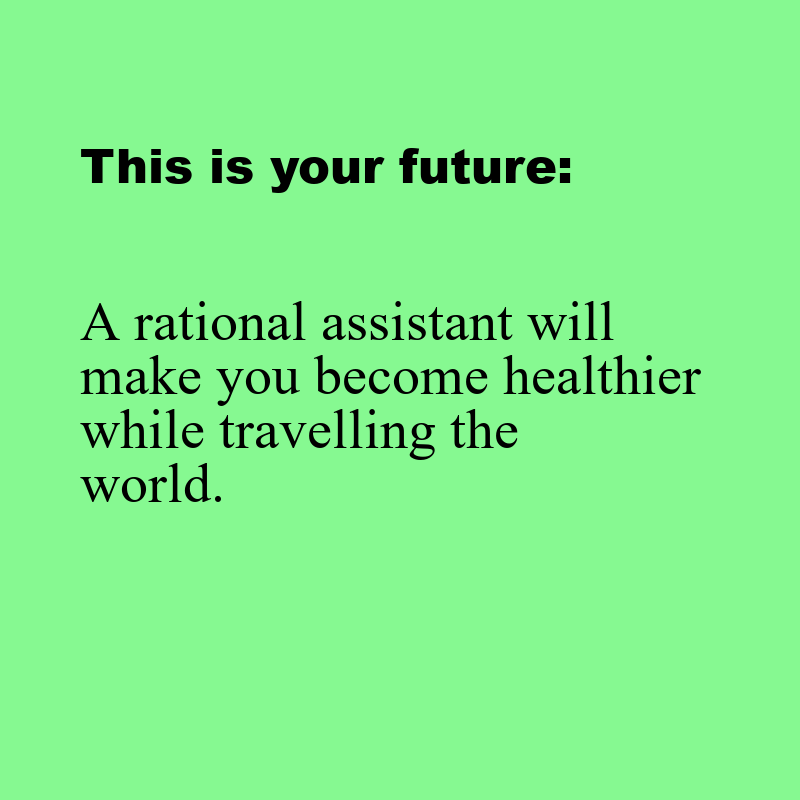 This is your future:
A rational assistant will
make you become healthier
while travelling the
world.